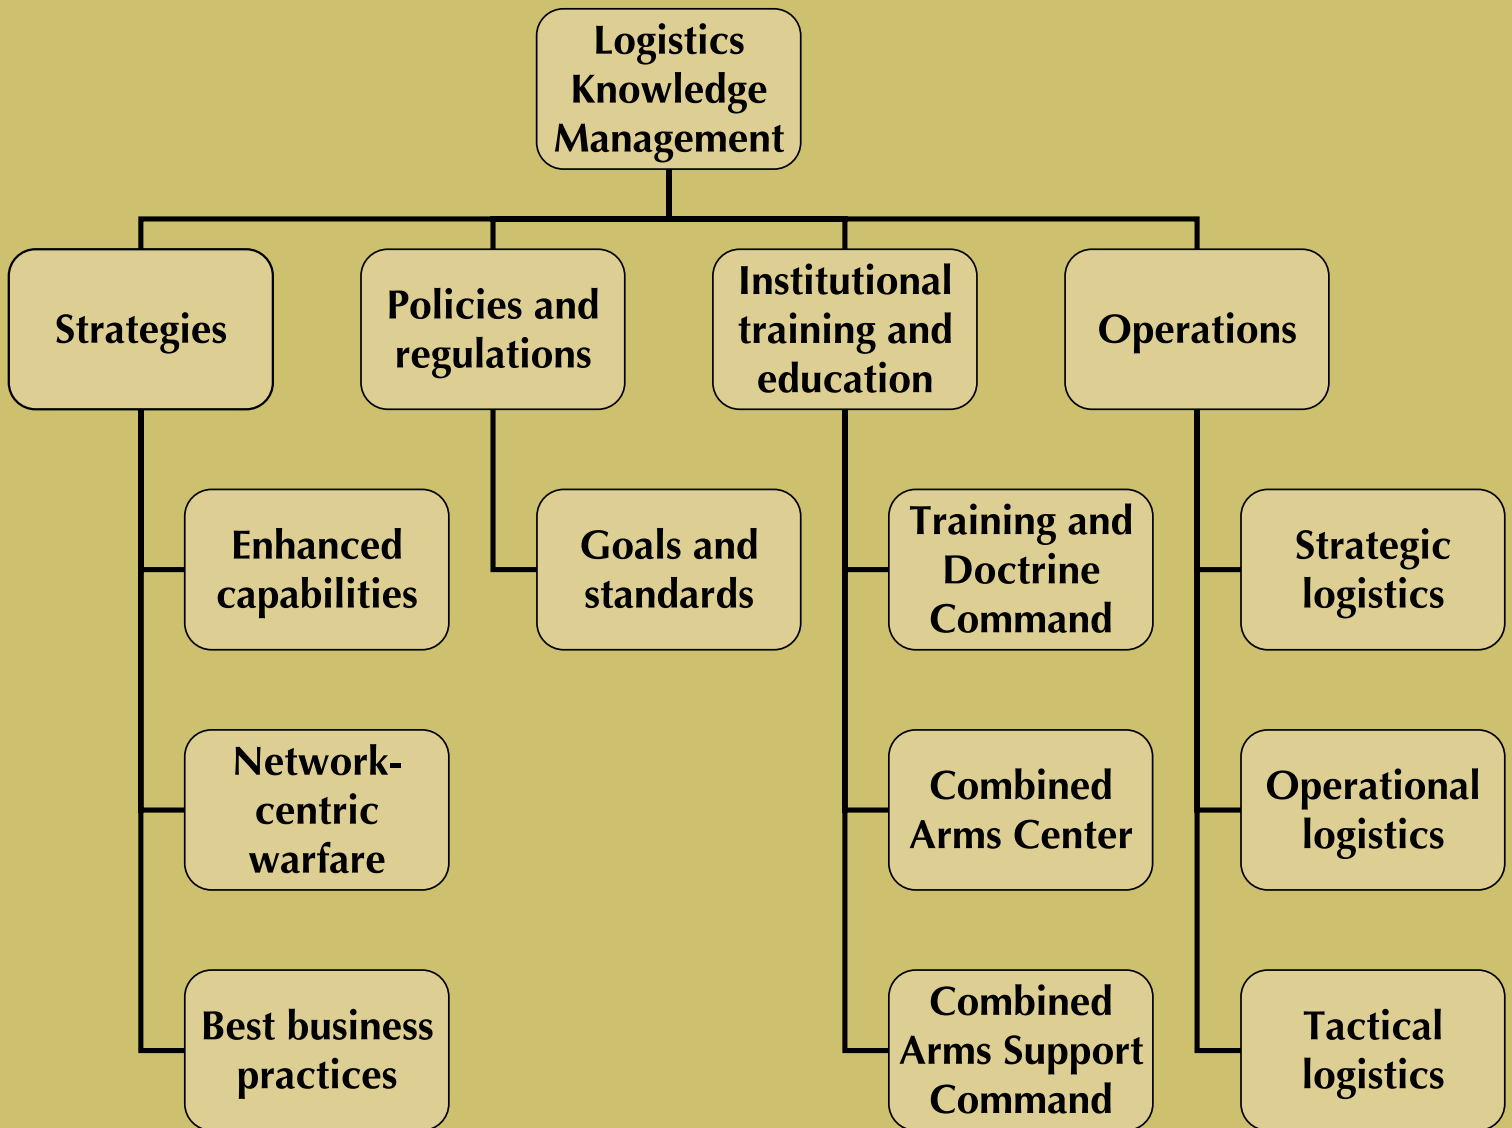 Logistics
Knowledge
Management
Strategies
Policies and
regulations
Institutional
training and
education
Operations
Enhanced
capabilities
Goals and
standards
Training and
Doctrine
Command
Strategic
logistics
Network-
centric
warfare
Combined
Arms Center
Operational
logistics
Best business
practices
Combined
Arms Support
Command
Tactical
logistics